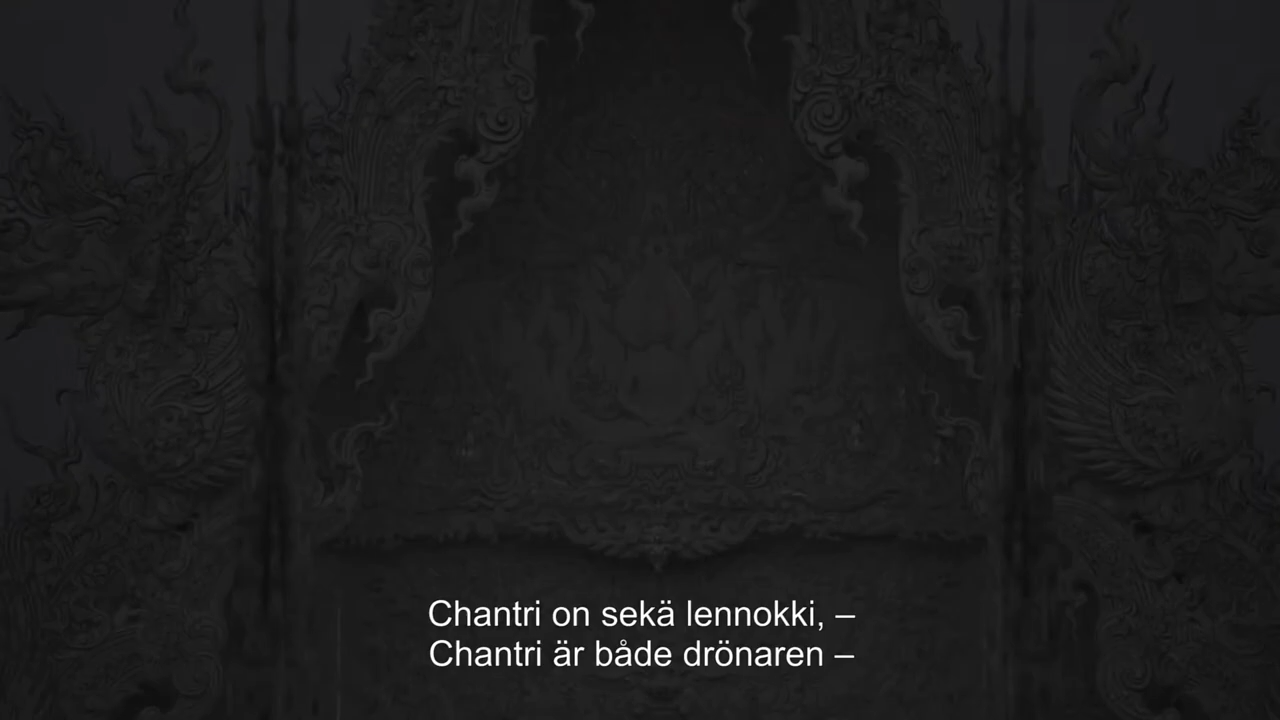 Chantri on sekä lennokki, –
Chantri är både drönaren –